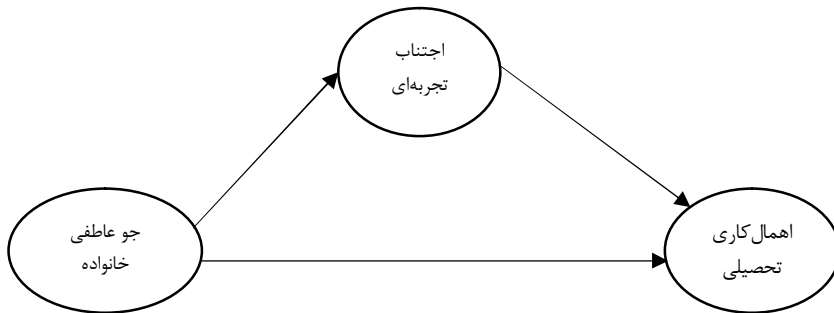 اجتناب
تجربه‌ای
جو عاطفی
خانواده
اهمال‌کاری
تحصیلی